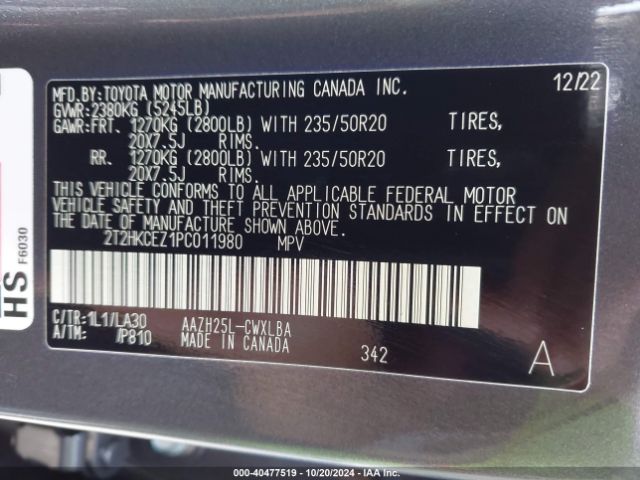 MFD.BY:TOYOTA MOTOR MANUFACTURING CANADA INC. 12/22
GVWR:2380KG (5245LB)
GAWR:FRT. 1270KG (2800LB) WITH 235/50R20 TIRES,
20X7.5J RIMS.
RR. 1270KG (2800LB) WITH 235/50R20 TIRES,
20X7.5J RIMS.
THIS VEHICLE CONFORMS TO ALL APPLICABLE FEDERAL MOTOR
VEHICLE SAFETY AND THEFT PREVENTION STANDARDS IN EFFECT ON
THE DATE OF MANUFACTURE SHOWN ABOVE.
2T2HKCEZ1PC011980 MPV
C/TR:1L1/LA30 AAZH25L-CWXLBA
A/TM: /P810 MADE IN CANADA 342 A
HS F6030
000-40477519 | 10/20/2024 | IAA Inc.